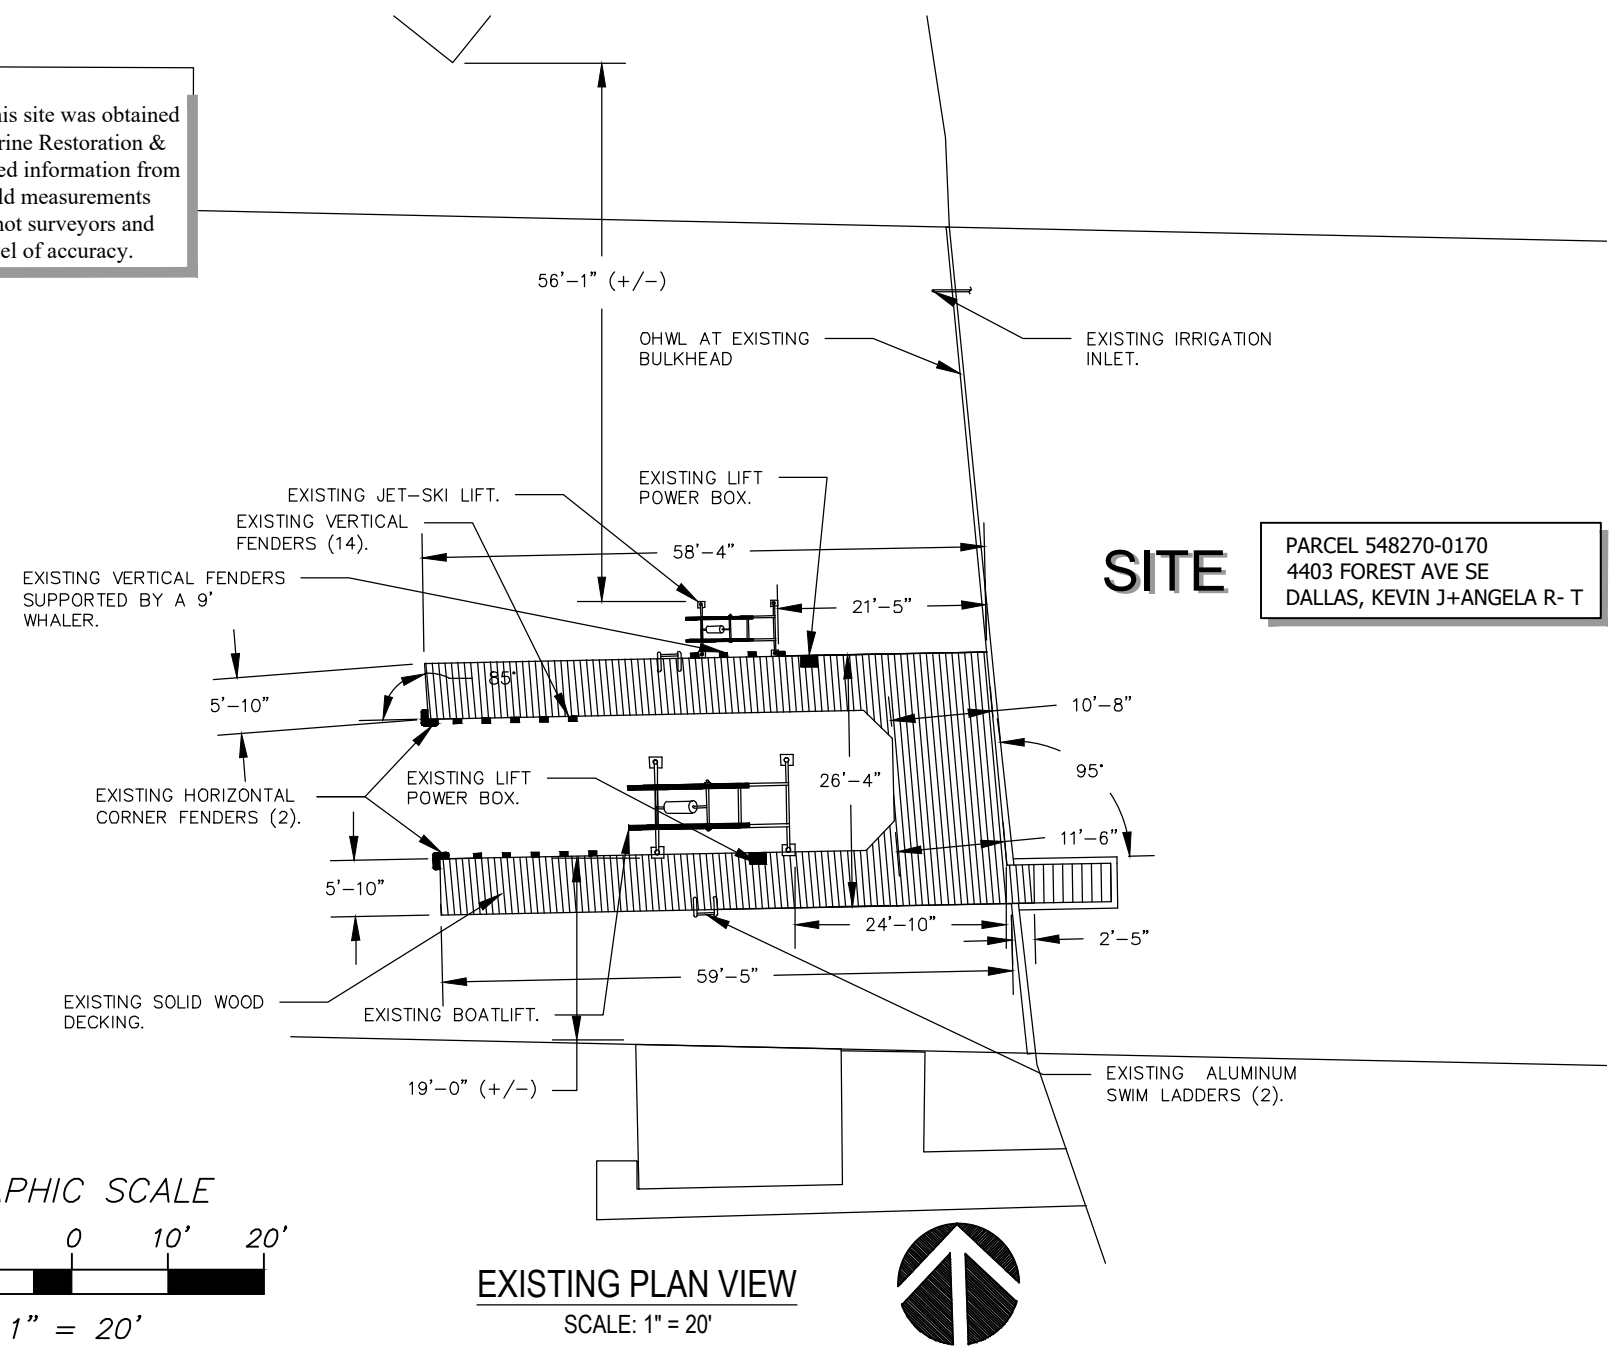 his site was obtained
rine Restoration &
ed information from
ld measurements
not surveyors and
vel of accuracy.
56'-1" (+/-)
OHWL AT EXISTING
BULKHEAD
EXISTING IRRIGATION
INLET.
EXISTING JET-SKI LIFT.
EXISTING LIFT
POWER BOX.
EXISTING VERTICAL
FENDERS (14).
58'-4"
EXISTING VERTICAL FENDERS
SUPPORTED BY A 9'
WHALER.
21'-5"
SITE
PARCEL 548270-0170
4403 FOREST AVE SE
DALLAS, KEVIN J+ANGELA R- T
5'-10"
85°
10'-8"
95°
EXISTING HORIZONTAL
CORNER FENDERS (2).
EXISTING LIFT
POWER BOX.
26'-4"
11'-6"
5'-10"
24'-10"
2'-5"
59'-5"
EXISTING SOLID WOOD
DECKING.
EXISTING BOATLIFT.
19'-0" (+/-)
EXISTING ALUMINUM
SWIM LADDERS (2).
APHIC SCALE
0 10' 20'
1" = 20'
EXISTING PLAN VIEW
SCALE: 1" = 20'